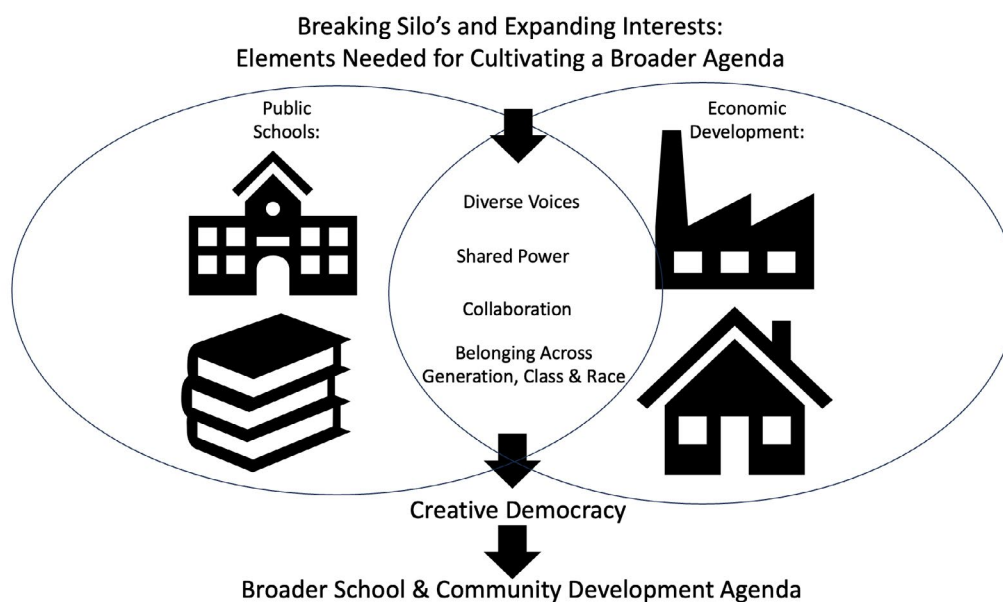 Breaking Silo's and Expanding Interests:
Elements Needed for Cultivating a Broader Agenda
Public
Schools:
Economic
Development:
Diverse Voices
Shared Power
Collaboration
Belonging Across
Generation, Class & Race
Creative Democracy
Broader School & Community Development Agenda